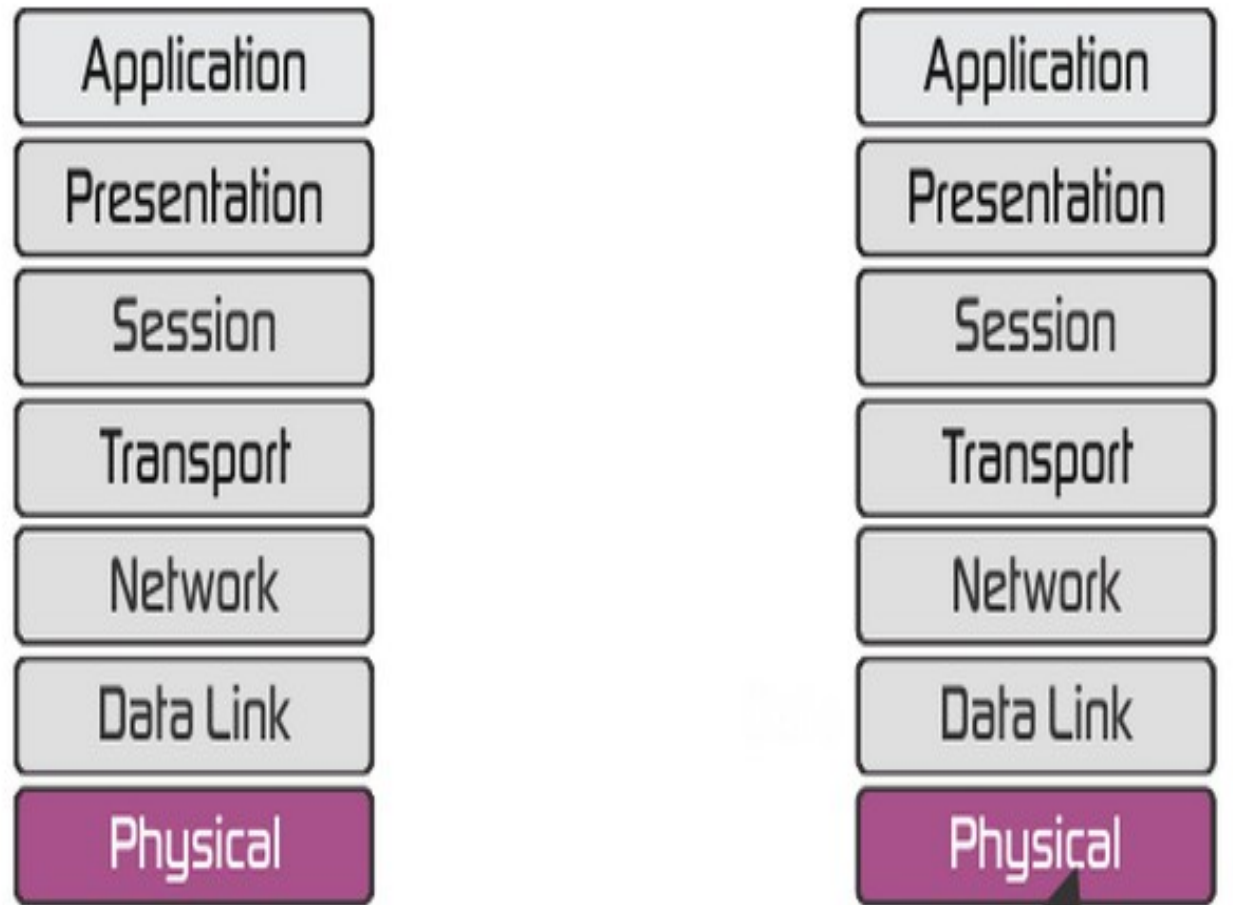 Application
Presentation
Session
Transport
Network
Data Link
Physical
Application
Presentation
Session
Transport
Network
Data Link
Physical